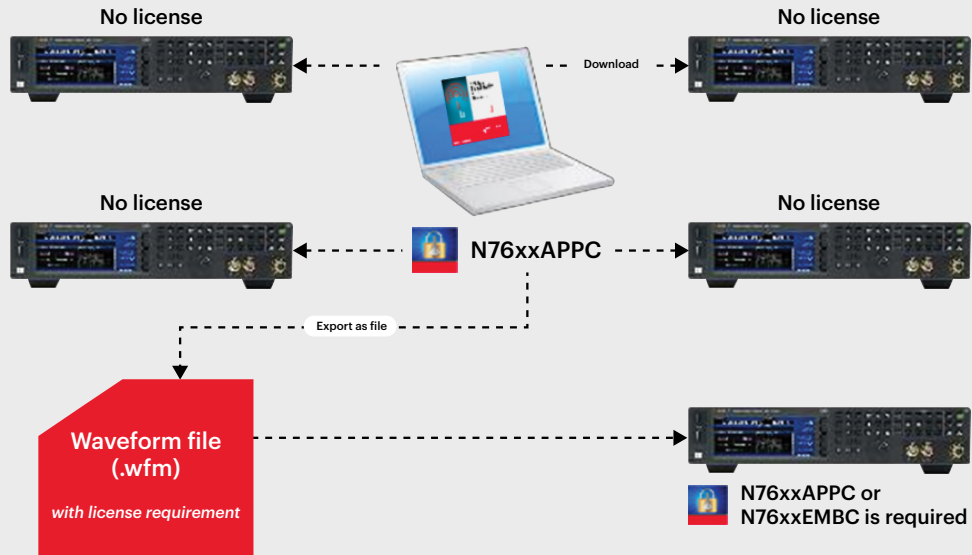 No license
No license
Download
No license
No license
N76xxAPPC
Export as file
Waveform file
(.wfm)
with license requirement
N76xxAPPC or
N76xxEMBC is required